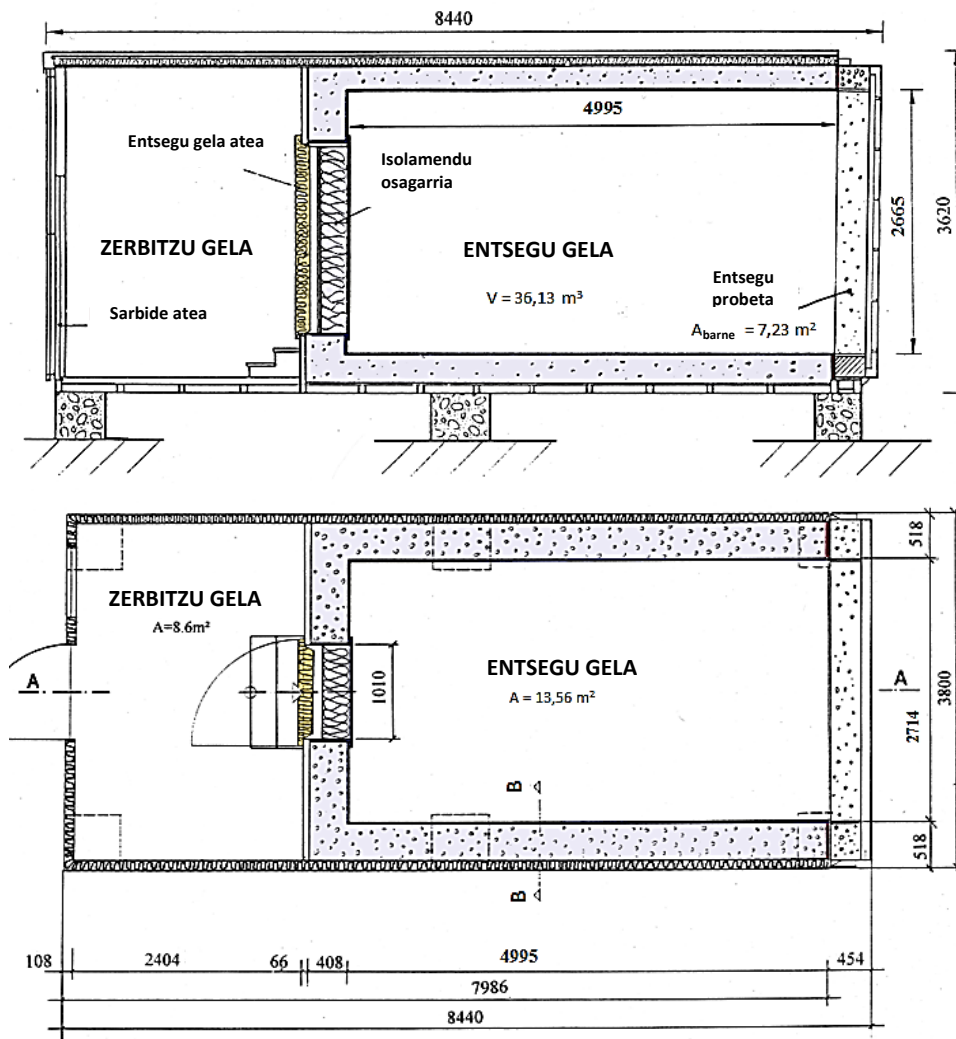 8440
4995
Entsegu gela atea
Isolamendu
osagarria
ZERBITZU GELA
ENTSEGU GELA
V = 36,13 m³
Entsegu
probeta
A barne = 7,23 m²
Sarbide atea
2665
3620
518
ZERBITZU GELA
A=8.6m²
ENTSEGU GELA
A = 13,56 m²
A
A
1010
2714
3800
B
B
518
108
2404
66
408
4995
454
7986
8440